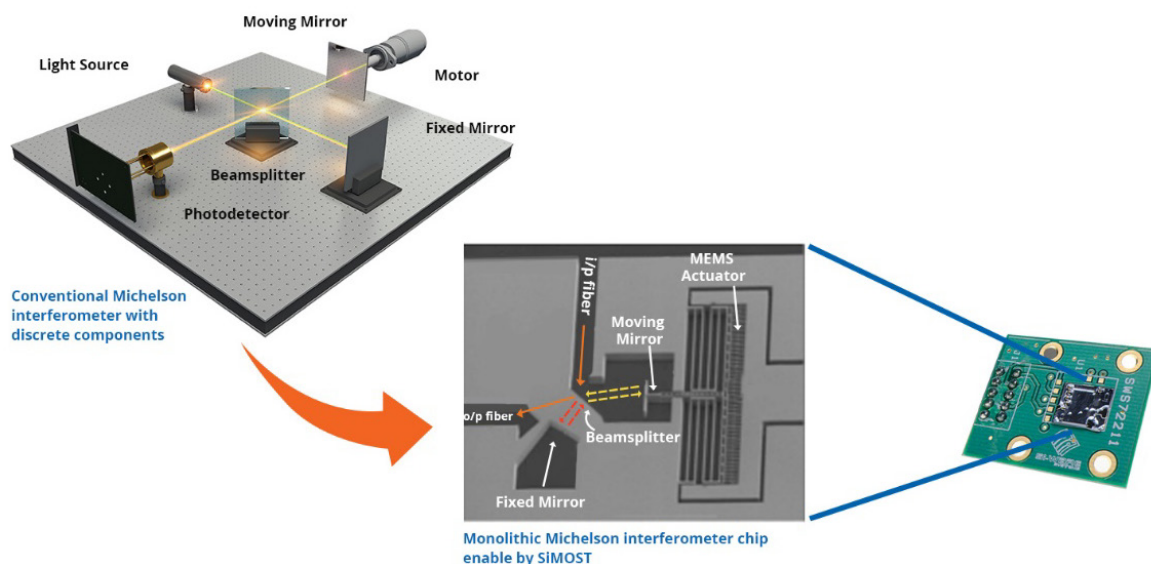 Moving Mirror
Light Source
Motor
Fixed Mirror
Beamsplitter
Photodetector
Conventional Michelson
interferometer with
discrete components
i/p fiber
MEMS
Actuator
Moving
Mirror
o/p fiber
Beamsplitter
Fixed Mirror
Monolithic Michelson interferometer chip
enable by SiMOST
SWS72211